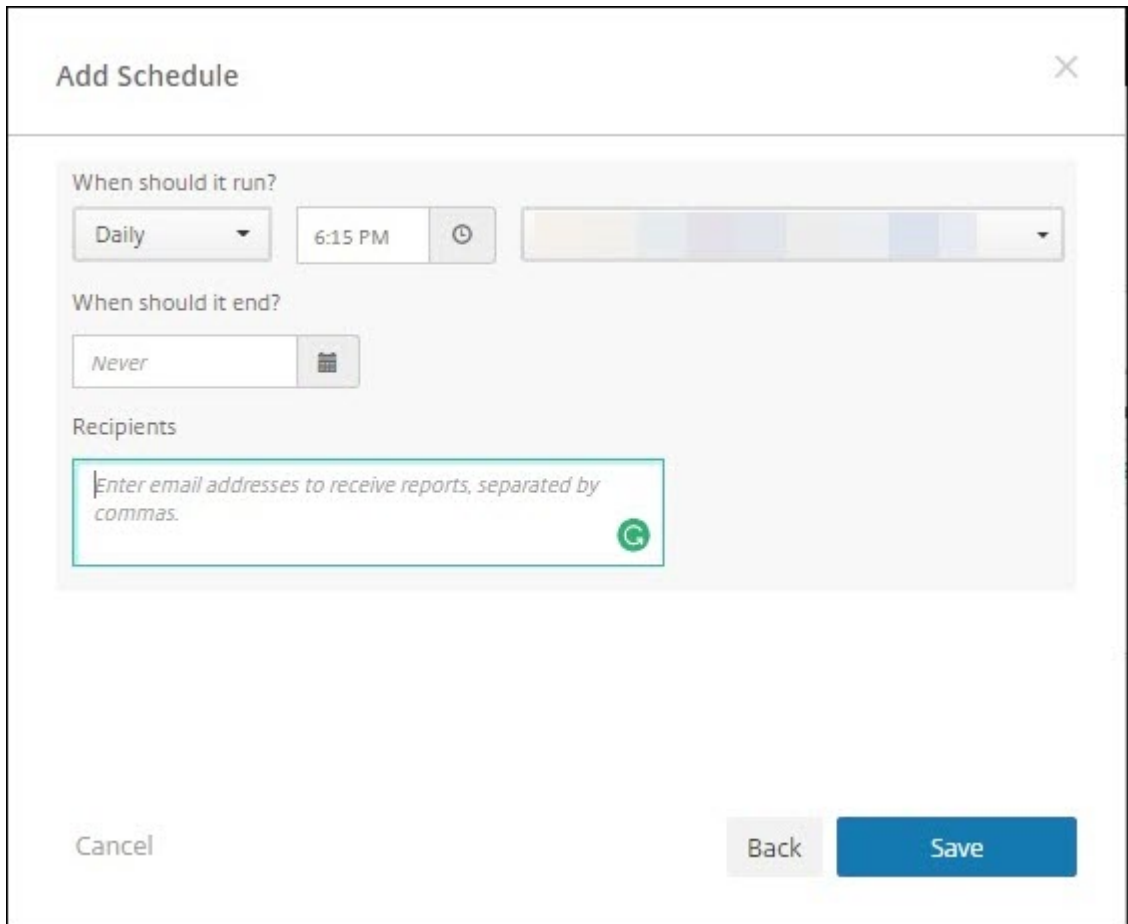 Add Schedule
When should it run?
Daily
6:15 PM
When should it end?
Never
Recipients
Enter email addresses to receive reports, separated by
commas.
Cancel
Back
Save